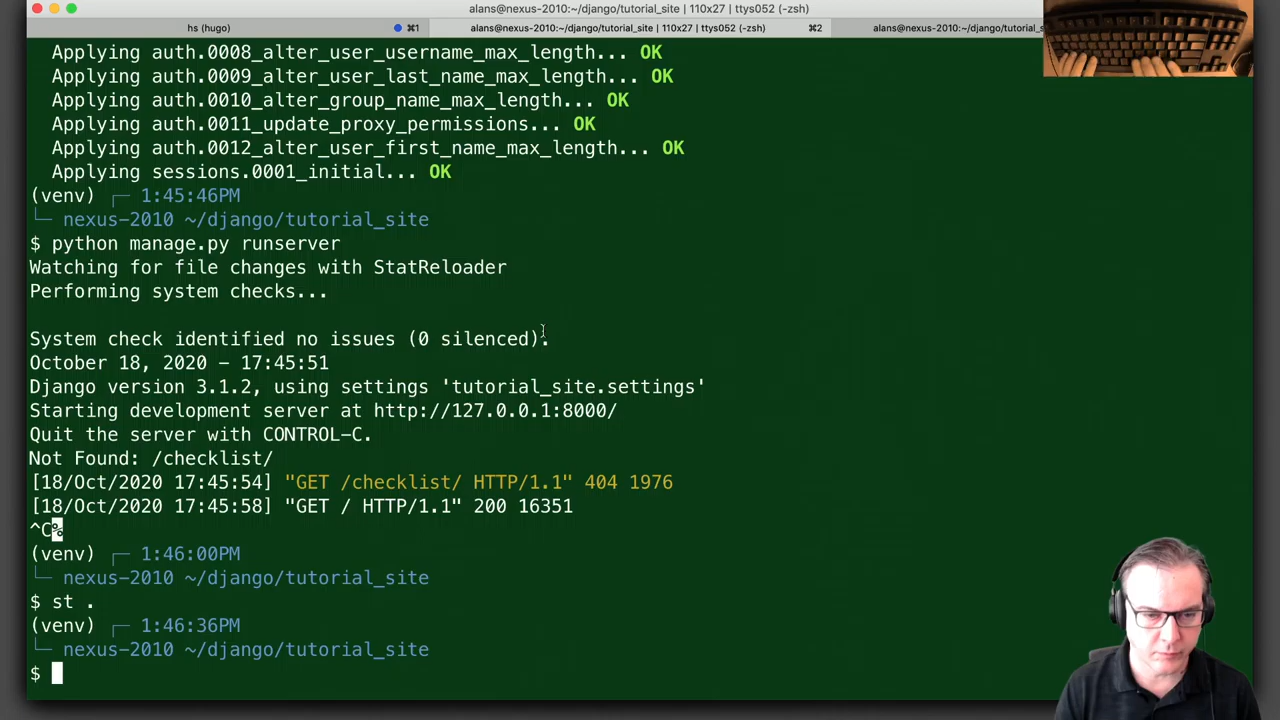 alans@nexus-2010:~/django/tutorial_site | 110x27 | ttys052 (-zsh)
hs (hugo) ⌘1 alans@nexus-2010:~/django/tutorial_site | 110x27 | ttys052 (-zsh) ⌘2 alans@nexus-2010:~/django/tutorial_site | 110x27 | ttys052
Applying auth.0008_alter_user_username_max_length... OK
Applying auth.0009_alter_user_last_name_max_length... OK
Applying auth.0010_alter_group_name_max_length... OK
Applying auth.0011_update_proxy_permissions... OK
Applying auth.0012_alter_user_first_name_max_length... OK
Applying sessions.0001_initial... OK
(venv) ┌─ 1:45:46PM
└─ nexus-2010 ~/django/tutorial_site
$ python manage.py runserver
Watching for file changes with StatReloader
Performing system checks...
System check identified no issues (0 silenced).
October 18, 2020 - 17:45:51
Django version 3.1.2, using settings 'tutorial_site.settings'
Starting development server at http://127.0.0.1:8000/
Quit the server with CONTROL-C.
Not Found: /checklist/
[18/Oct/2020 17:45:54] "GET /checklist/ HTTP/1.1" 404 1976
[18/Oct/2020 17:45:58] "GET / HTTP/1.1" 200 16351
^C%
(venv) ┌─ 1:46:00PM
└─ nexus-2010 ~/django/tutorial_site
$ st .
(venv) ┌─ 1:46:36PM
└─ nexus-2010 ~/django/tutorial_site
$